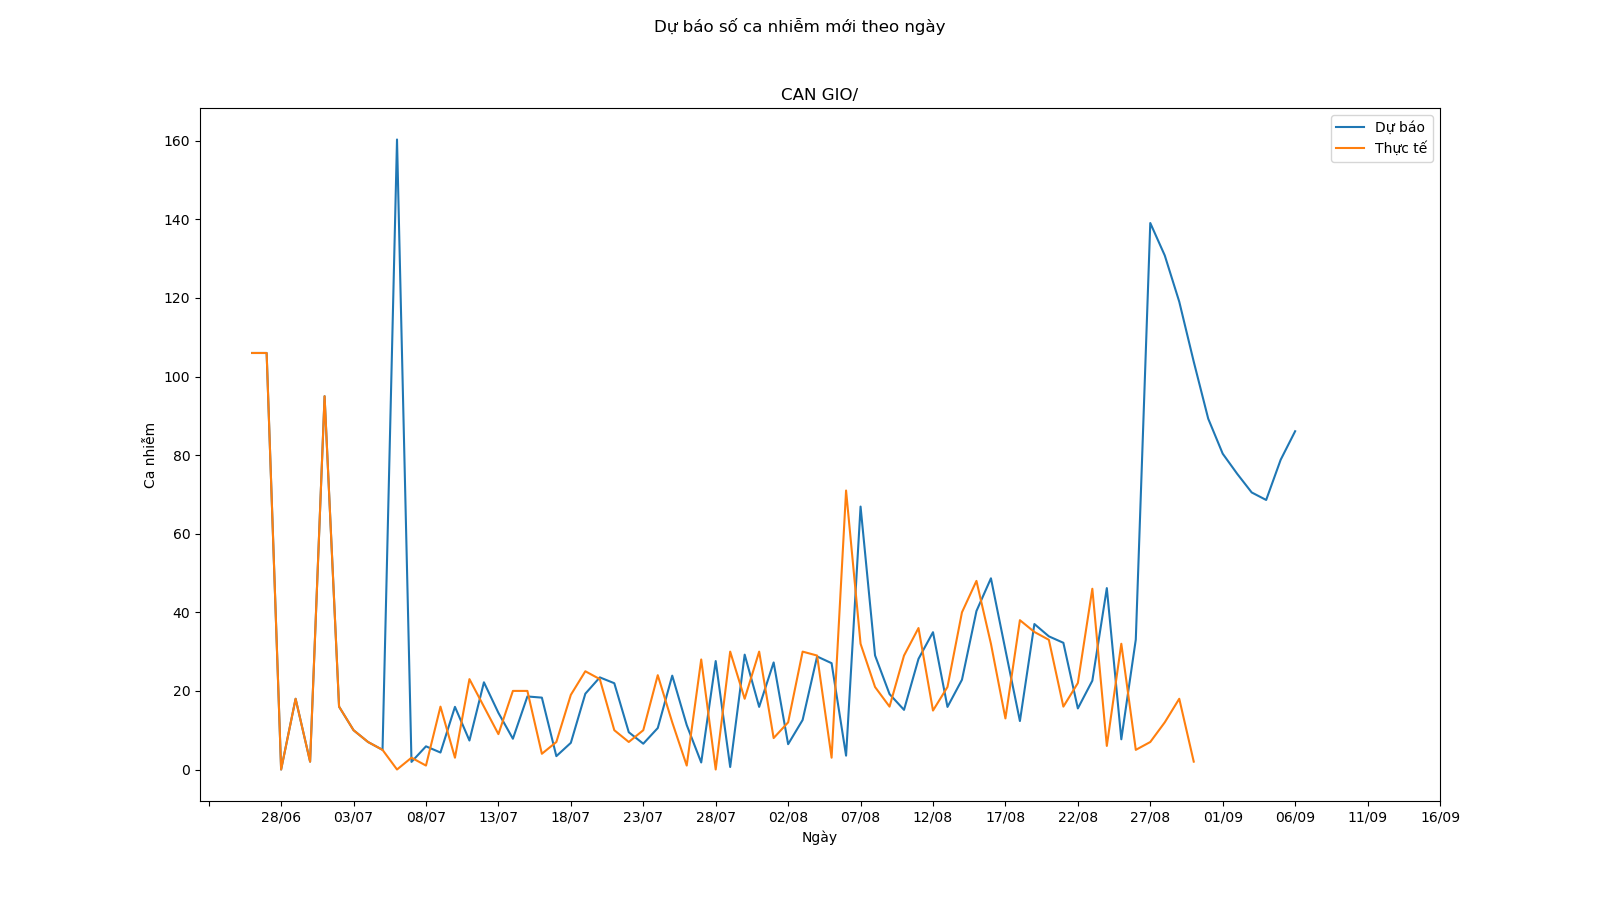 Dự báo số ca nhiễm mới theo ngày
CAN GIO/
Dự báo
Thực tế
160
140
120
100
80
60
40
20
0
Ca nhiễm
28/06 03/07 08/07 13/07 18/07 23/07 28/07 02/08 07/08 12/08 17/08 22/08 27/08 01/09 06/09 11/09 16/09
Ngày